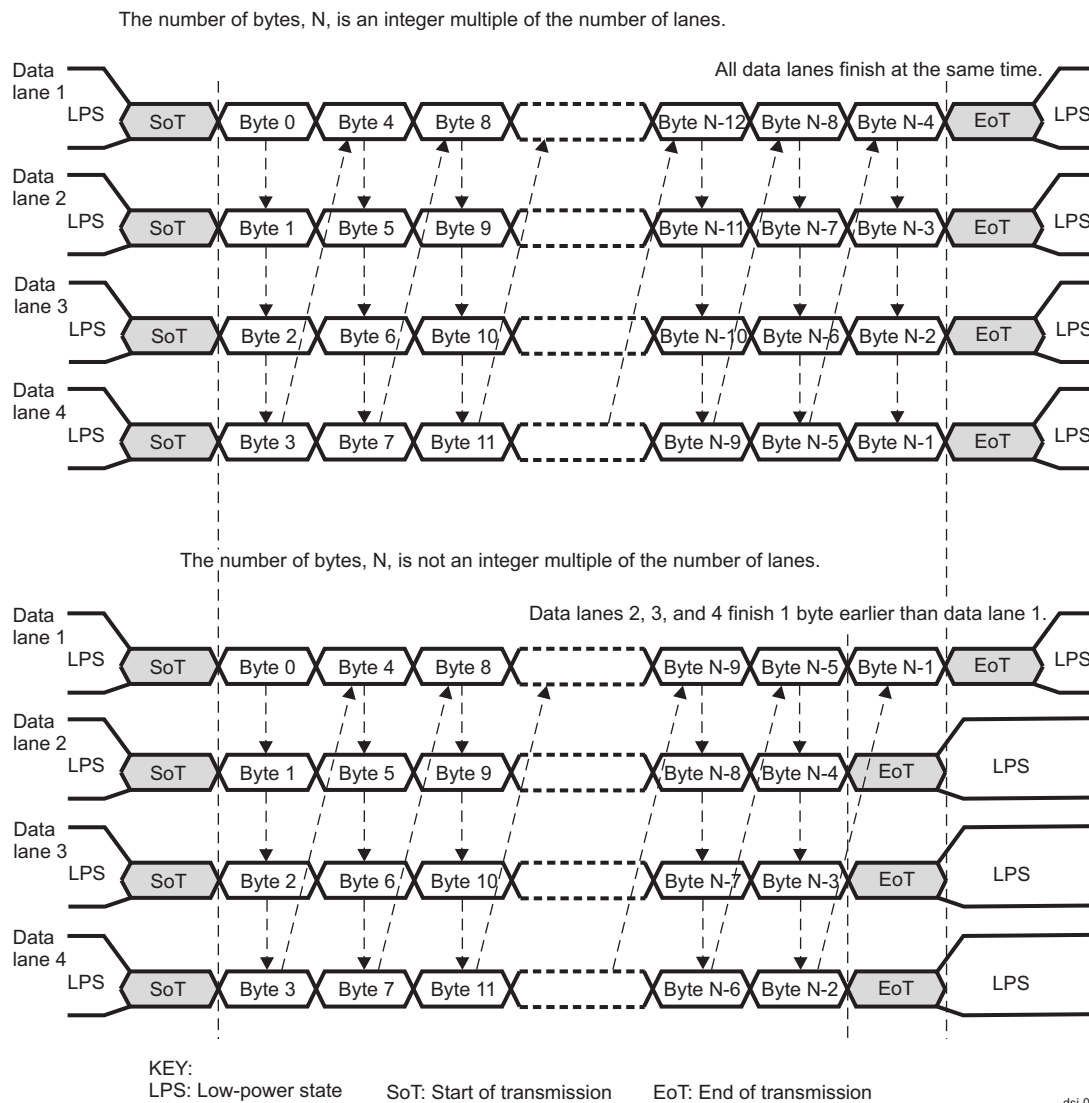 The number of bytes, N, is an integer multiple of the number of lanes.
All data lanes finish at the same time.
Data
lane 1
LPS SoT Byte 0 Byte 4 Byte 8 Byte N-12 Byte N-8 Byte N-4 EoT LPS
Data
lane 2
LPS SoT Byte 1 Byte 5 Byte 9 Byte N-11 Byte N-7 Byte N-3 EoT LPS
Data
lane 3
LPS SoT Byte 2 Byte 6 Byte 10 Byte N-10 Byte N-6 Byte N-2 EoT LPS
Data
lane 4
LPS SoT Byte 3 Byte 7 Byte 11 Byte N-9 Byte N-5 Byte N-1 EoT LPS
The number of bytes, N, is not an integer multiple of the number of lanes.
Data lanes 2, 3, and 4 finish 1 byte earlier than data lane 1.
Data
lane 1
LPS SoT Byte 0 Byte 4 Byte 8 Byte N-9 Byte N-5 Byte N-1 EoT LPS
Data
lane 2
LPS SoT Byte 1 Byte 5 Byte 9 Byte N-8 Byte N-4 EoT LPS
Data
lane 3
LPS SoT Byte 2 Byte 6 Byte 10 Byte N-7 Byte N-3 EoT LPS
Data
lane 4
LPS SoT Byte 3 Byte 7 Byte 11 Byte N-6 Byte N-2 EoT LPS
KEY:
LPS: Low-power state SoT: Start of transmission EoT: End of transmission